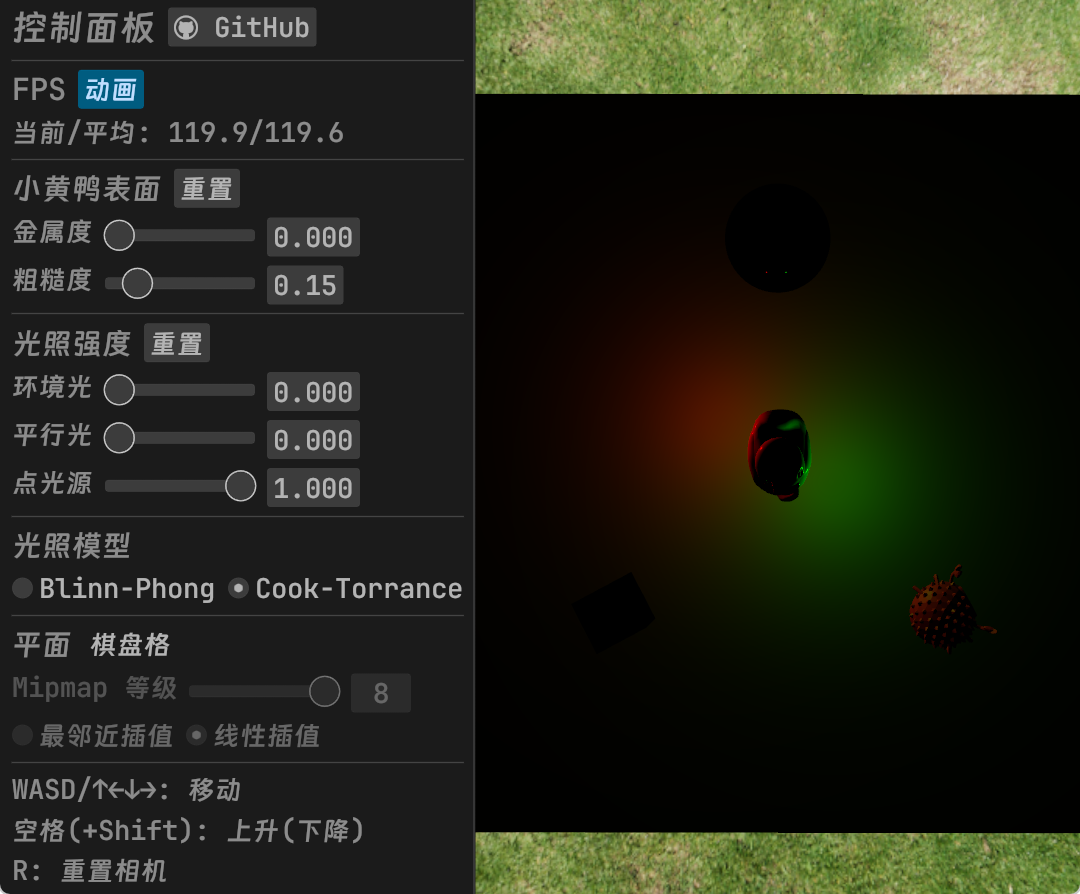 控制面板 GitHub
FPS 动画
当前/平均: 119.9/119.6
小黄鸭表面 重置
金属度 0.000
粗糙度 0.15
光照强度 重置
环境光 0.000
平行光 0.000
点光源 1.000
光照模型
Blinn-Phong Cook-Torrance
平面 棋盘格
Mipmap 等级 8
最邻近插值 线性插值
WASD/↑←↓→: 移动
空格(+Shift): 上升(下降)
R: 重置相机